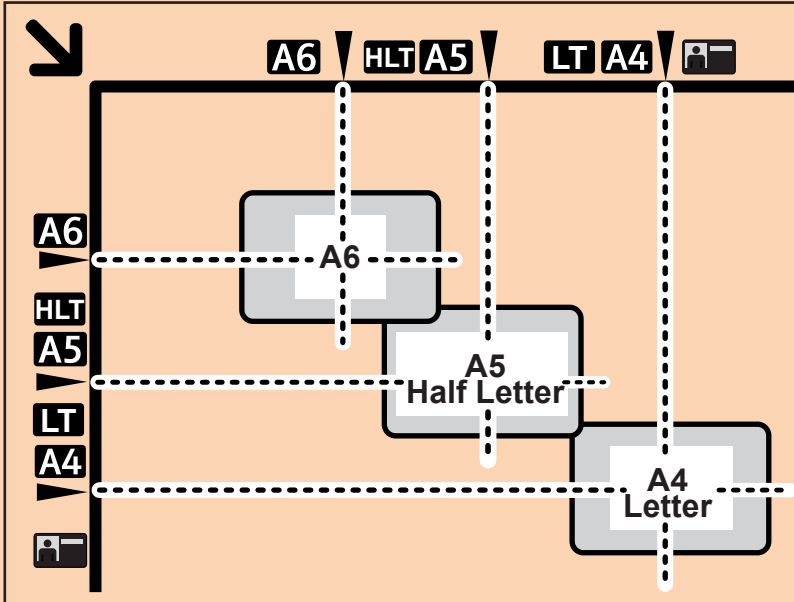 A6 HLT A5 LT A4
A6
A6
HLT
A5
A5
Half Letter
LT
A4
A4
Letter